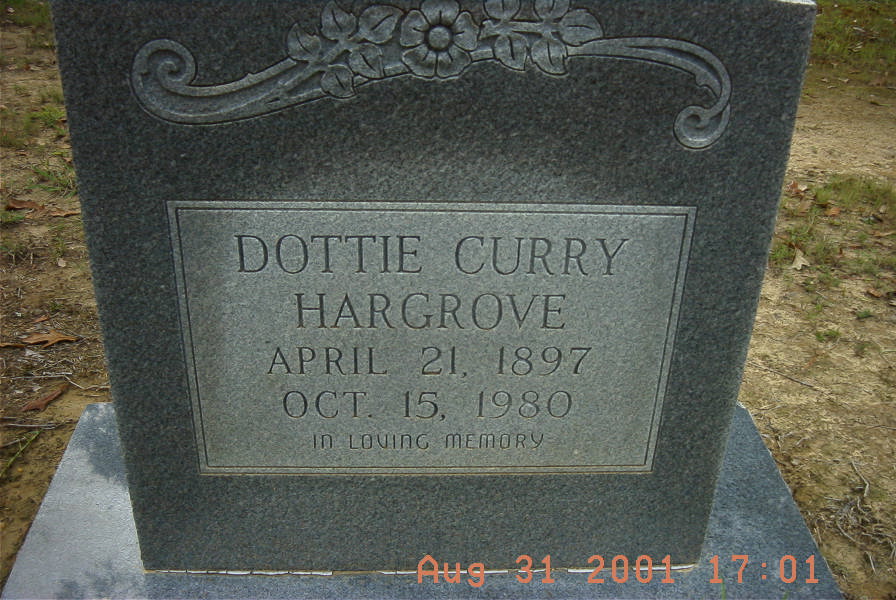 DOTTIE CURRY
HARGROVE
APRIL 21, 1897
OCT. 15, 1980
IN LOVING MEMORY
Aug 31 2001 17:01